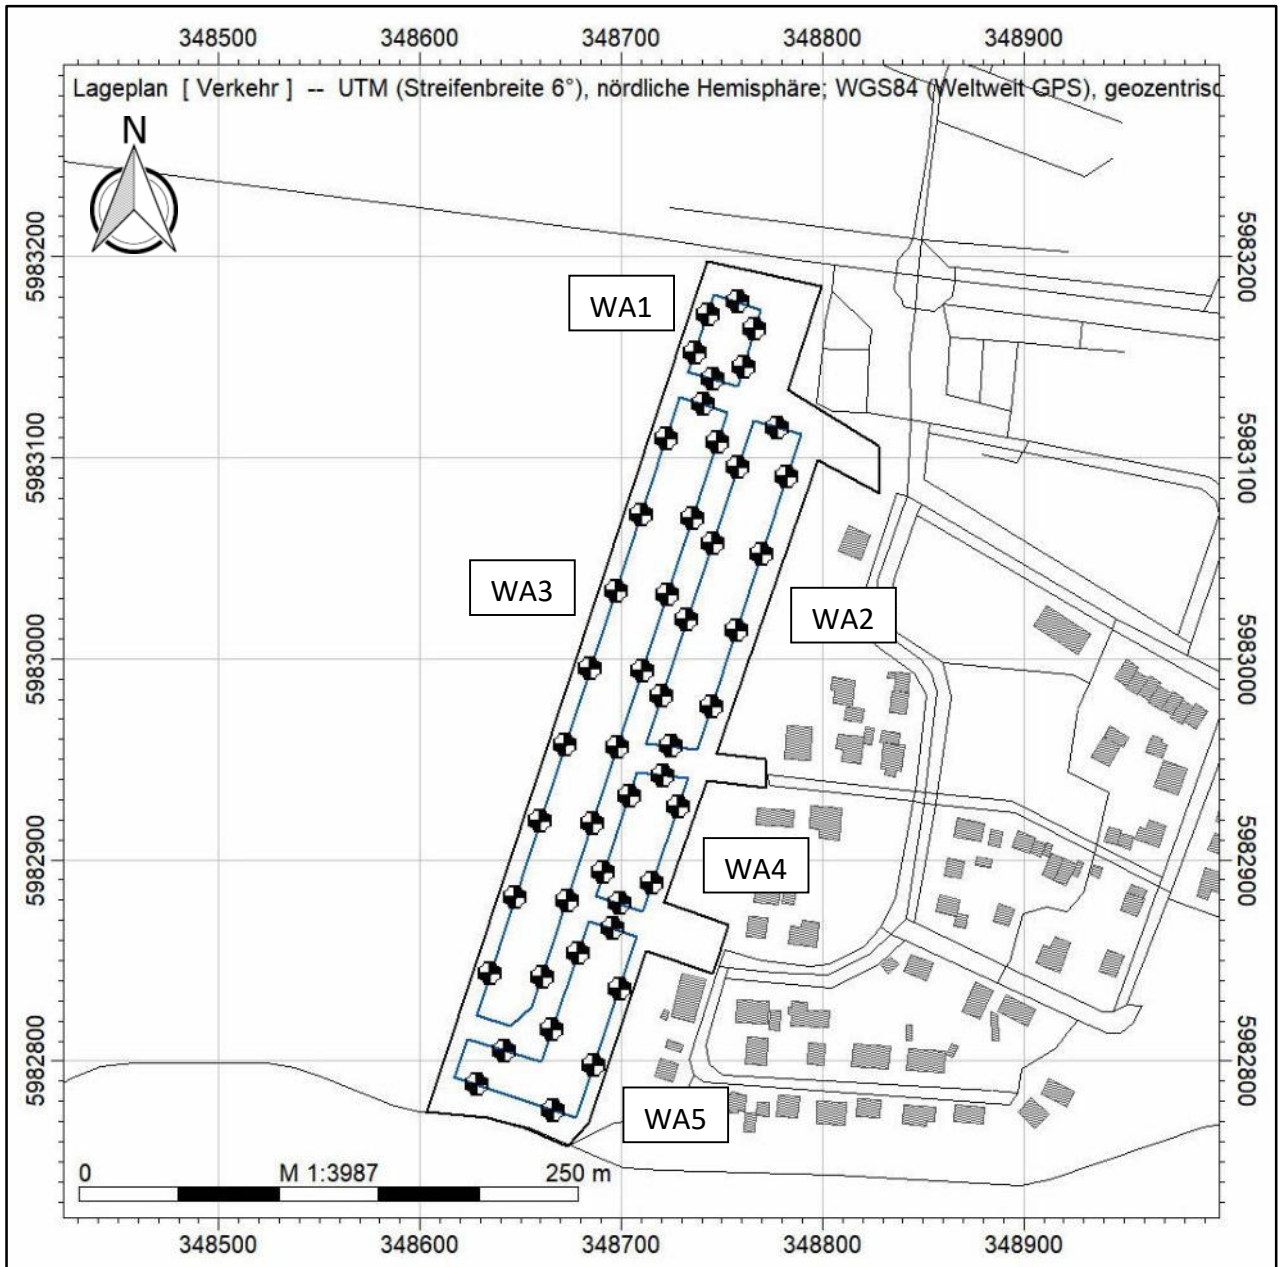 348500 348600 348700 348800 348900
Lageplan [ Verkehr ] -- UTM (Streifenbreite 6°), nördliche Hemisphäre; WGS84 (Weltweit GPS), geozentrisc
N
5983200 5983200
WA1
5983100 5983100
WA3
WA2
5983000 5983000
WA4
5982900 5982900
5982800 5982800
WA5
0 M 1:3987 250 m
348500 348600 348700 348800 348900